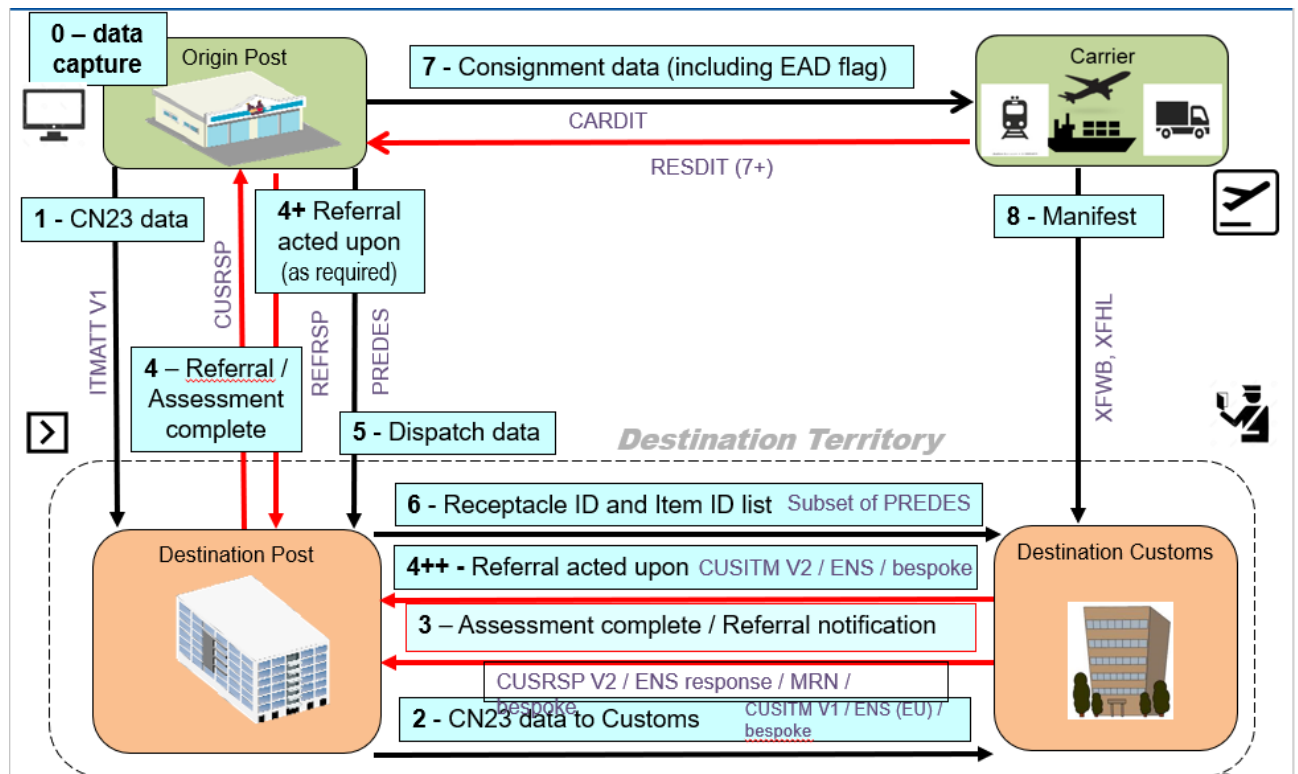 0 – data
capture
Origin Post
7 - Consignment data (including EAD flag)
Carrier
CARDIT
RESDIT (7+)
1 - CN23 data
4+ Referral
acted upon
(as required)
8 - Manifest
ITMATT V1
CUSRSP
REFRSP
PREDES
XFWB, XFHL
4 – Referral /
Assessment
complete
5 - Dispatch data
Destination Territory
6 - Receptacle ID and Item ID list Subset of PREDES
Destination Post
Destination Customs
4++ - Referral acted upon CUSITM V2 / ENS / bespoke
3 – Assessment complete / Referral notification
CUSRSP V2 / ENS response / MRN /
bespoke
2 - CN23 data to Customs CUSITM V1 / ENS (EU) /
bespoke